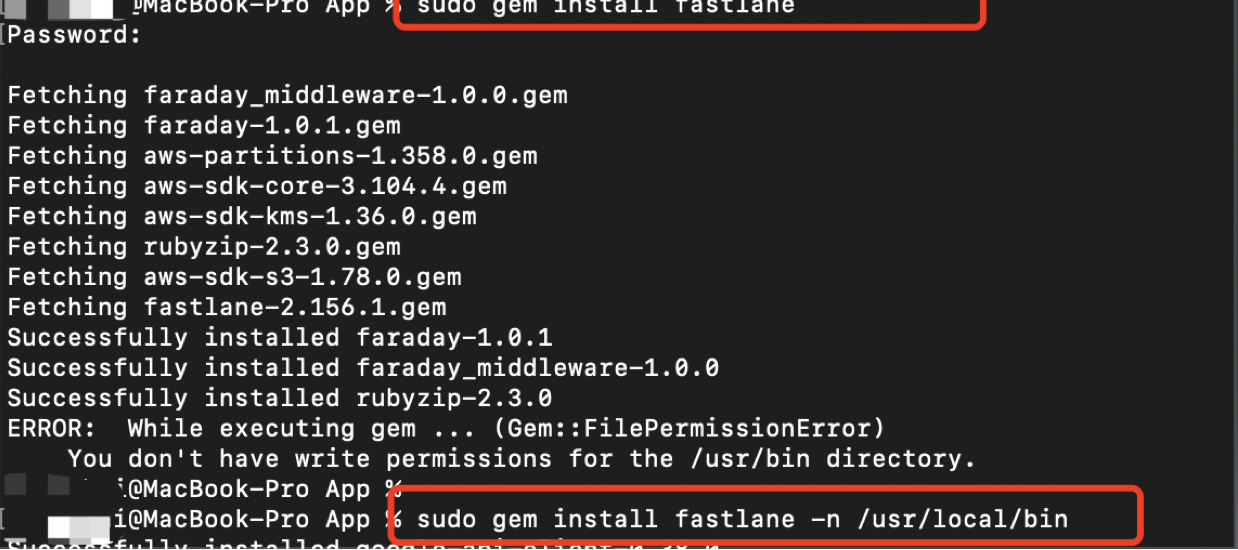 @MacBook-Pro App % sudo gem install fastlane
[Password:
Fetching faraday_middleware-1.0.0.gem
Fetching faraday-1.0.1.gem
Fetching aws-partitions-1.358.0.gem
Fetching aws-sdk-core-3.104.4.gem
Fetching aws-sdk-kms-1.36.0.gem
Fetching rubyzip-2.3.0.gem
Fetching aws-sdk-s3-1.78.0.gem
Fetching fastlane-2.156.1.gem
Successfully installed faraday-1.0.1
Successfully installed faraday_middleware-1.0.0
Successfully installed rubyzip-2.3.0
ERROR:  While executing gem ... (Gem::FilePermissionError)
    You don't have write permissions for the /usr/bin directory.
i@MacBook-Pro App %
i@MacBook-Pro App % sudo gem install fastlane -n /usr/local/bin
Successfully installed